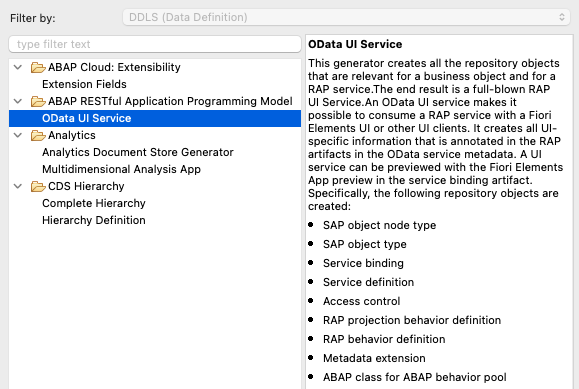 Filter by:
DDLS (Data Definition)
type filter text
ABAP Cloud: Extensibility
Extension Fields
ABAP RESTful Application Programming Model
OData UI Service
Analytics
Analytics Document Store Generator
Multidimensional Analysis App
CDS Hierarchy
Complete Hierarchy
Hierarchy Definition
OData UI Service
This generator creates all the repository objects
that are relevant for a business object and for a
RAP service.The end result is a full-blown RAP
UI Service.An OData UI service makes it
possible to consume a RAP service with a Fiori
Elements UI or other UI clients. It creates all UI-
specific information that is annotated in the RAP
artifacts in the OData service metadata. A UI
service can be previewed with the Fiori Elements
App preview in the service binding artifact.
Specifically, the following repository objects are
created:
• SAP object node type
• SAP object type
• Service binding
• Service definition
• Access control
• RAP projection behavior definition
• RAP behavior definition
• Metadata extension
• ABAP class for ABAP behavior pool